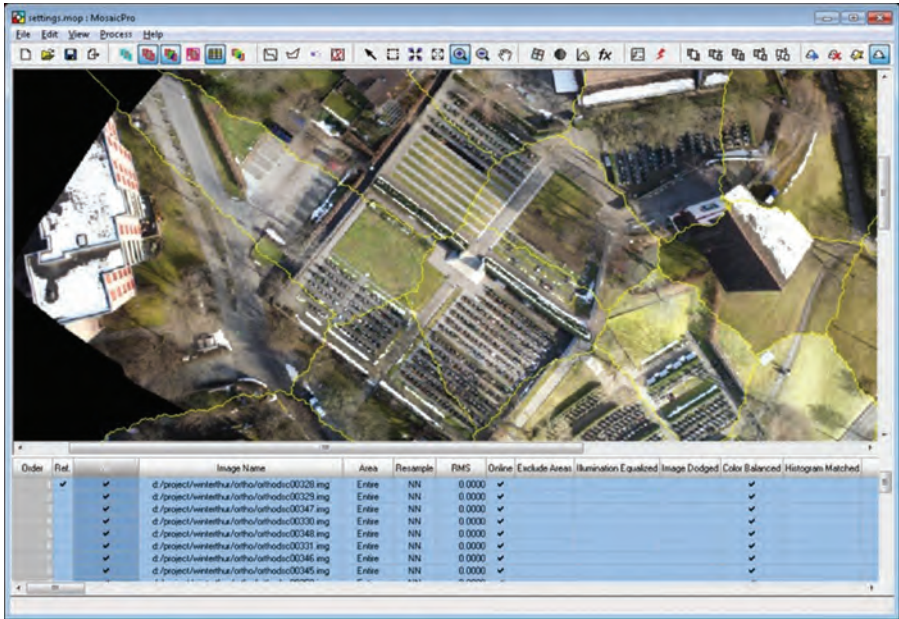 settings.mop : MosaicPro
File Edit View Process Help
fx
Order Ref. Image Name Area Resample RMS Online Exclude Areas Illumination Equalized Image Dodged Color Balanced Histogram Matched
d:/project/winterthur/ortho/orthodsc00328.img Entire NN 0.0000
d:/project/winterthur/ortho/orthodsc00329.img Entire NN 0.0000
d:/project/winterthur/ortho/orthodsc00347.img Entire NN 0.0000
d:/project/winterthur/ortho/orthodsc00330.img Entire NN 0.0000
d:/project/winterthur/ortho/orthodsc00348.img Entire NN 0.0000
d:/project/winterthur/ortho/orthodsc00331.img Entire NN 0.0000
d:/project/winterthur/ortho/orthodsc00346.img Entire NN 0.0000
d:/project/winterthur/ortho/orthodsc00345.img Entire NN 0.0000